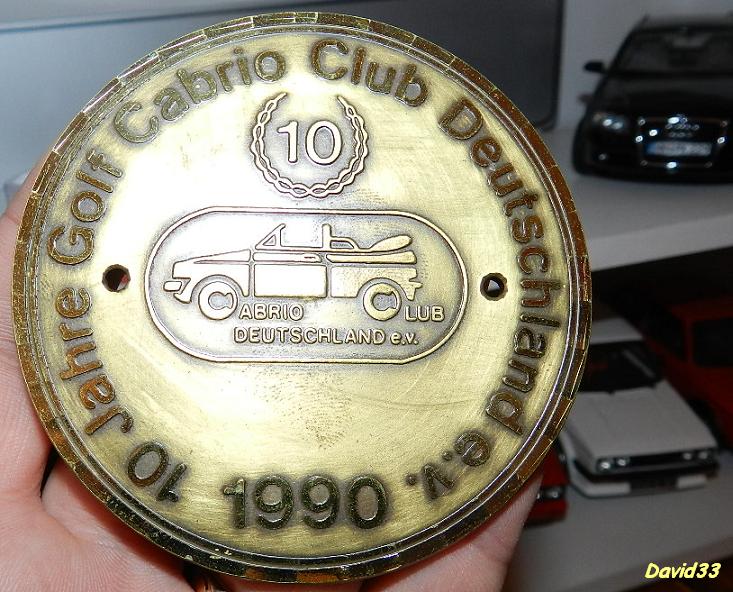 10 Jahre Golf Cabrio Club Deutschland e.v.
10
CABRIO CLUB
DEUTSCHLAND e.v.
1990
David33